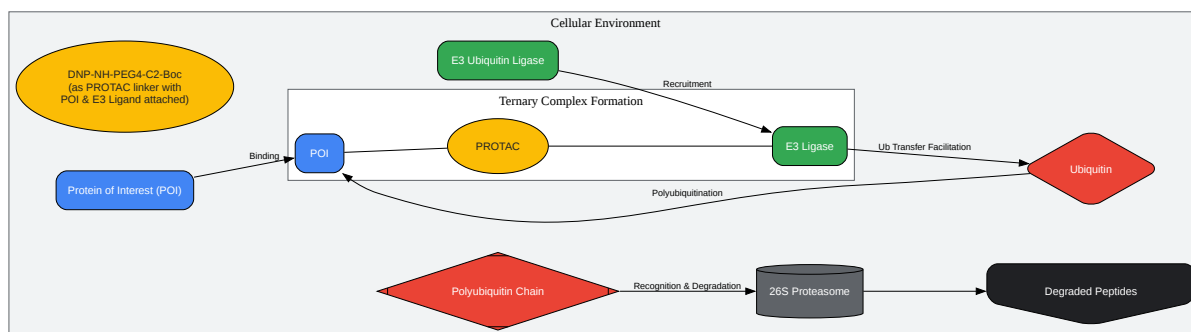 Cellular Environment
DNP-NH-PEG4-C2-Boc
(as PROTAC linker with
POI & E3 Ligand attached)
E3 Ubiquitin Ligase
Recruitment
Ternary Complex Formation
Binding
POI
PROTAC
E3 Ligase
Ub Transfer Facilitation
Ubiquitin
Protein of Interest (POI)
Polyubiquitination
Polyubiquitin Chain
Recognition & Degradation
26S Proteasome
Degraded Peptides